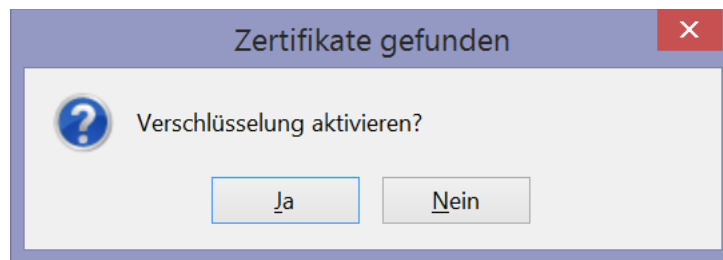 Zertifikate gefunden
Verschlüsselung aktivieren?
Ja Nein